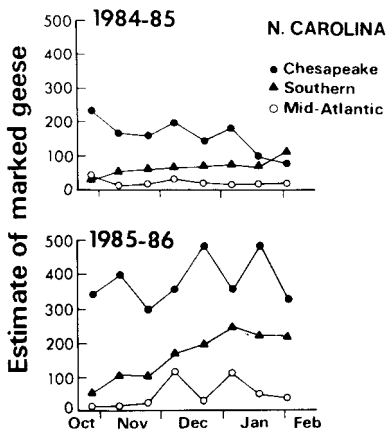 1984-85
N. CAROLINA
Chesapeake
Southern
Mid-Atlantic
Estimate of marked geese
500
400
300
200
100
0
1985-86
500
400
300
200
100
0
Oct Nov Dec Jan Feb